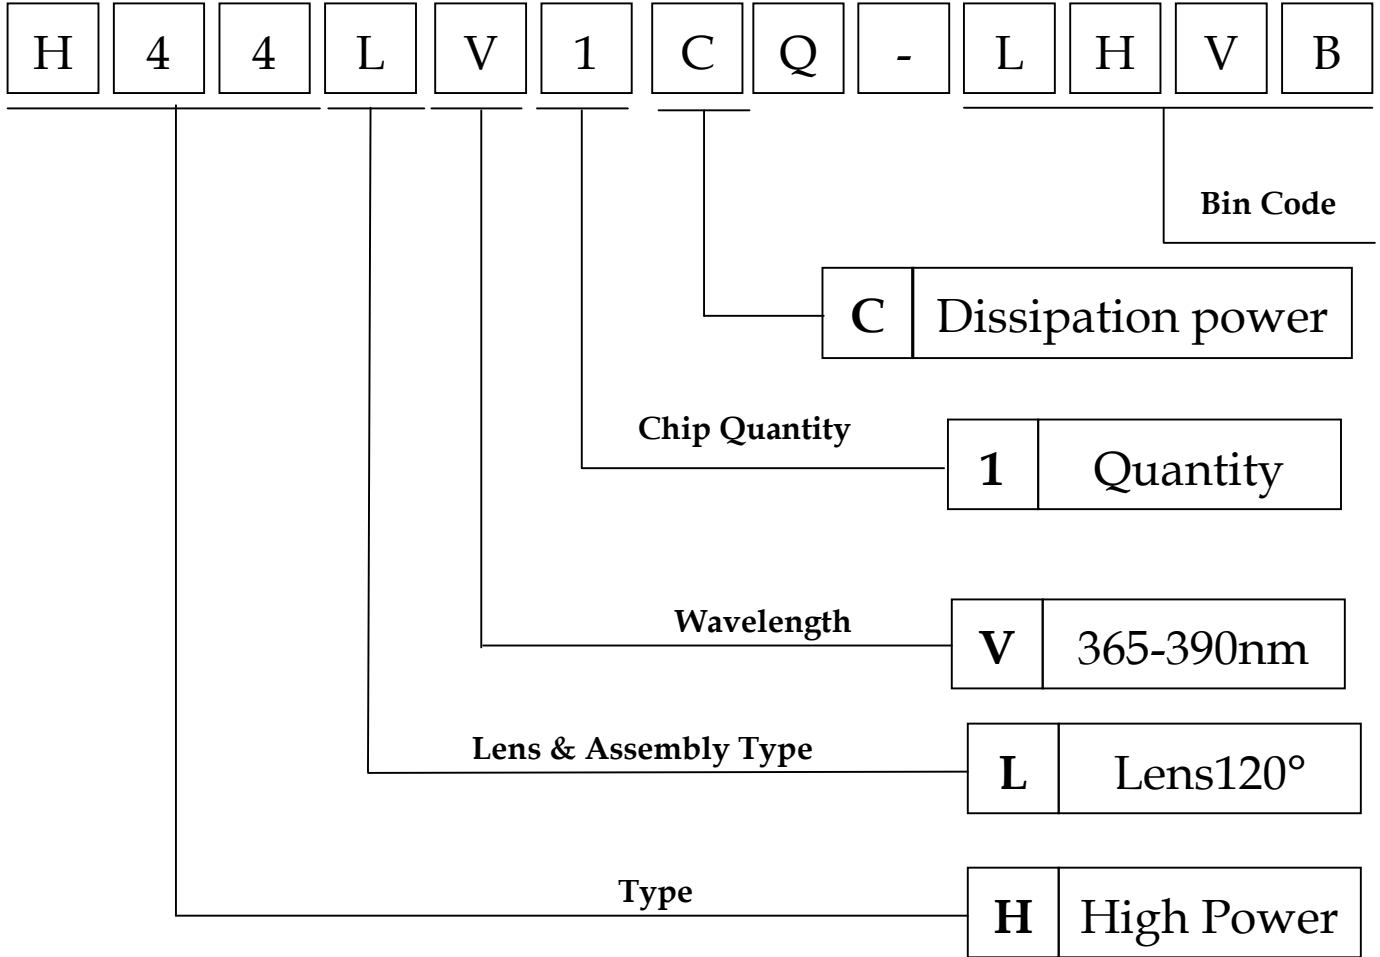 H 4 4 L V 1 C Q - L H V B
Bin Code
C Dissipation power
Chip Quantity
1 Quantity
Wavelength
V 365-390nm
Lens & Assembly Type
L Lens120°
Type
H High Power